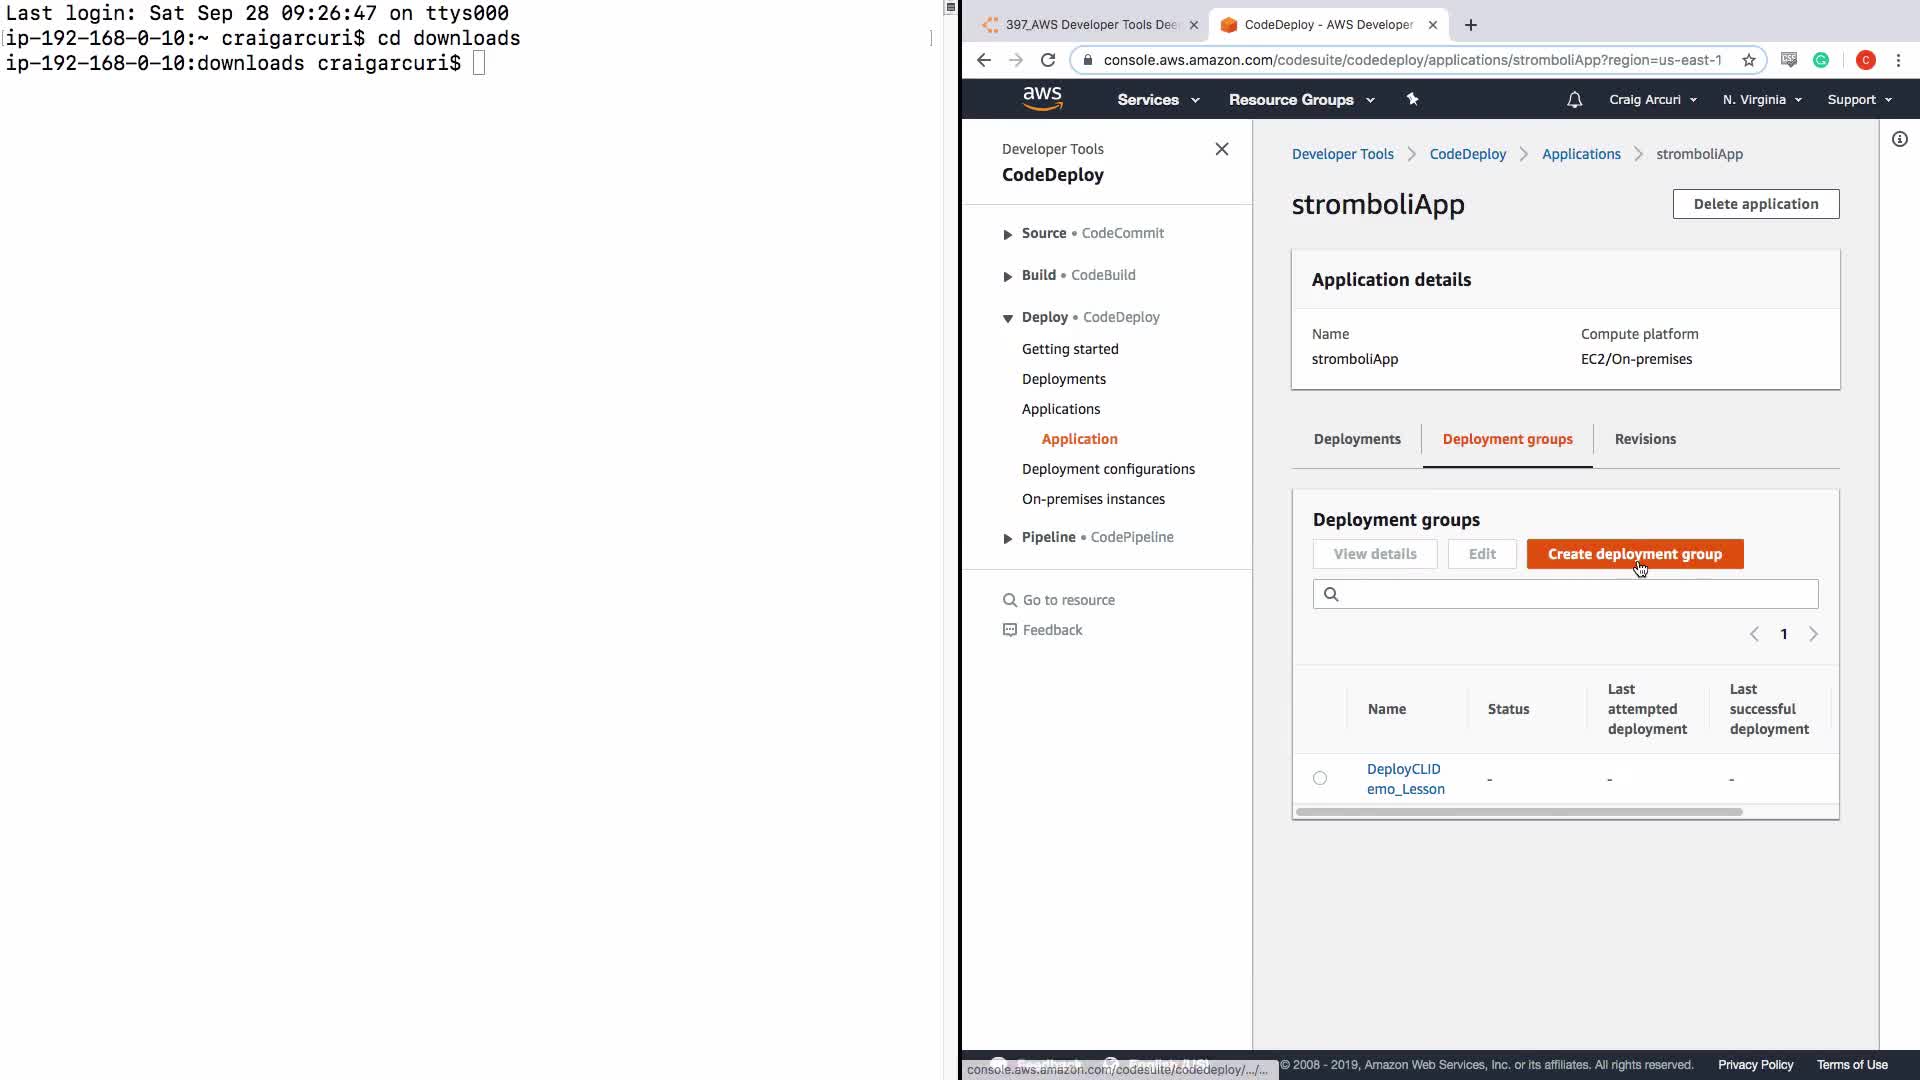 Last login: Sat Sep 28 09:26:47 on ttys000
ip-192-168-0-10:~ craigarcuri$ cd downloads
ip-192-168-0-10:downloads craigarcuri$
397_AWS Developer Tools Dee
CodeDeploy - AWS Developer
console.aws.amazon.com/codesuite/codedeploy/applications/stromboliApp?region=us-east-1
C
aws
Services
Resource Groups
Craig Arcuri
N. Virginia
Support
Developer Tools
CodeDeploy
Source • CodeCommit
Build • CodeBuild
Deploy • CodeDeploy
Getting started
Deployments
Applications
Application
Deployment configurations
On-premises instances
Pipeline • CodePipeline
Go to resource
Feedback
Developer Tools
CodeDeploy
Applications
stromboliApp
stromboliApp
Delete application
Application details
Name
stromboliApp
Compute platform
EC2/On-premises
Deployments
Deployment groups
Revisions
Deployment groups
View details
Edit
Create deployment group
1
Name
Status
Last
attempted
deployment
Last
successful
deployment
DeployCLID
emo_Lesson
-
-
-
Feedback
English (US)
console.aws.amazon.com/codesuite/codedeploy/.../...
© 2008 - 2019, Amazon Web Services, Inc. or its affiliates. All rights reserved.
Privacy Policy
Terms of Use